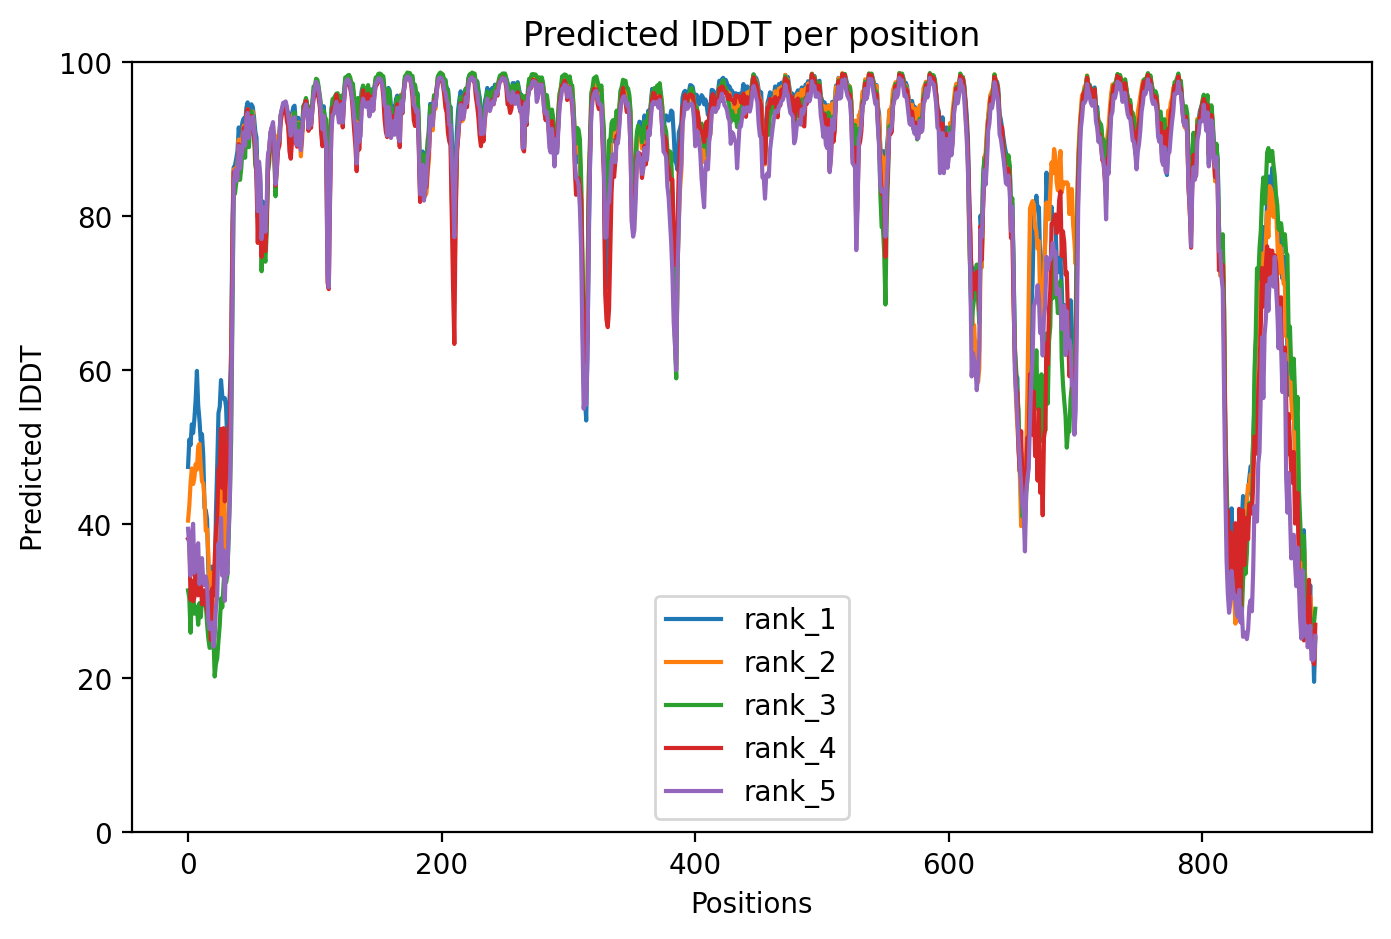 Predicted lDDT per position
100
80
60
40
20
0
Predicted lDDT
0 200 400 600 800
Positions
rank_1
rank_2
rank_3
rank_4
rank_5